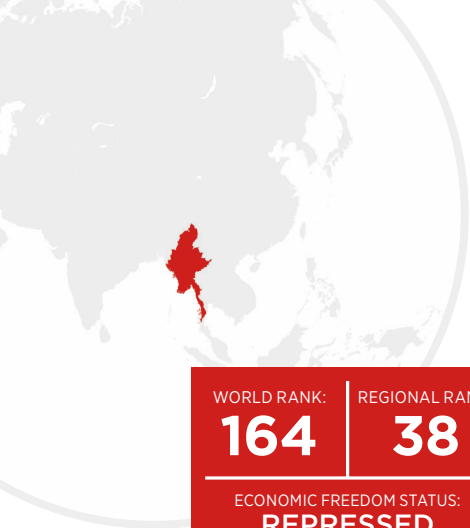 WORLD RANK:
REGIONAL RAN
164
38
ECONOMIC FREEDOM STATUS:
REPRESSED